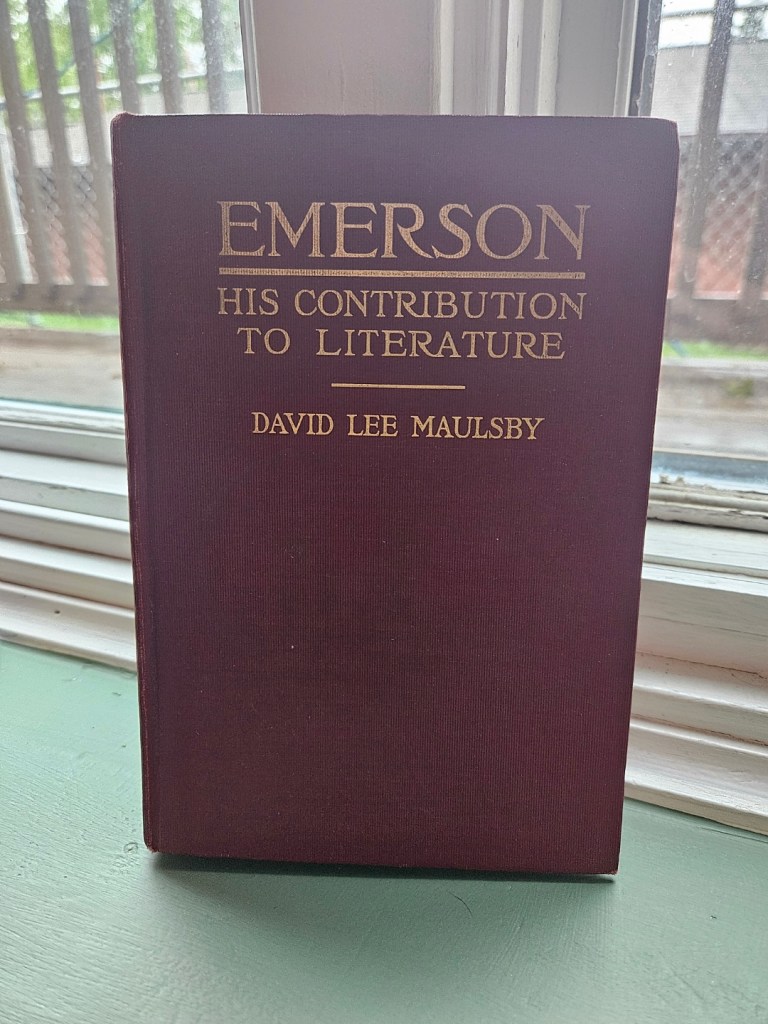 EMERSON
HIS CONTRIBUTION
TO LITERATURE
DAVID LEE MAULSBY